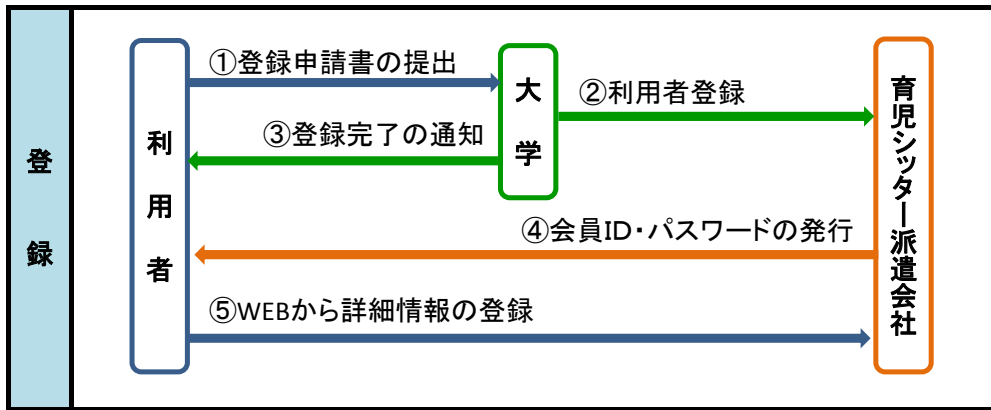 登録
利用者
①登録申請書の提出
大学
②利用者登録
③登録完了の通知
④会員ID・パスワードの発行
⑤WEBから詳細情報の登録
育児シッター派遣会社